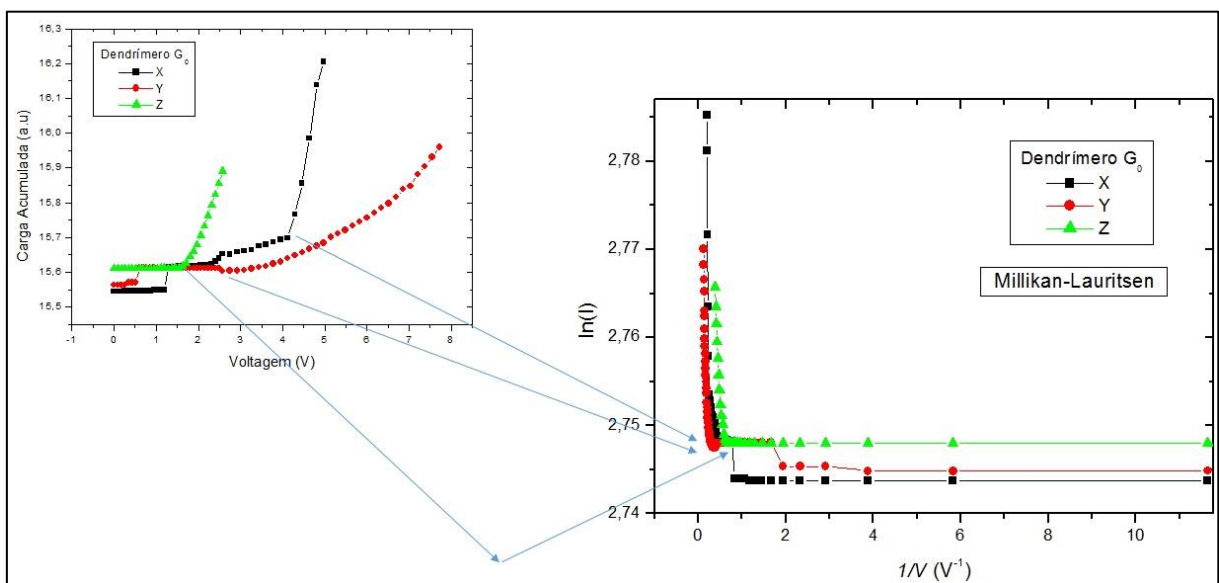 16,3
16,2
16,1
16,0
15,9
15,8
15,7
15,6
15,5
Carga Acumulada (a.u)
Dendrímero G0
X
Y
Z
-1 0 1 2 3 4 5 6 7 8
Voltagem (V)
2,78
2,77
2,76
2,75
2,74
ln(I)
Dendrímero G0
X
Y
Z
Millikan-Lauritsen
0 2 4 6 8 10
1/V (V-1)